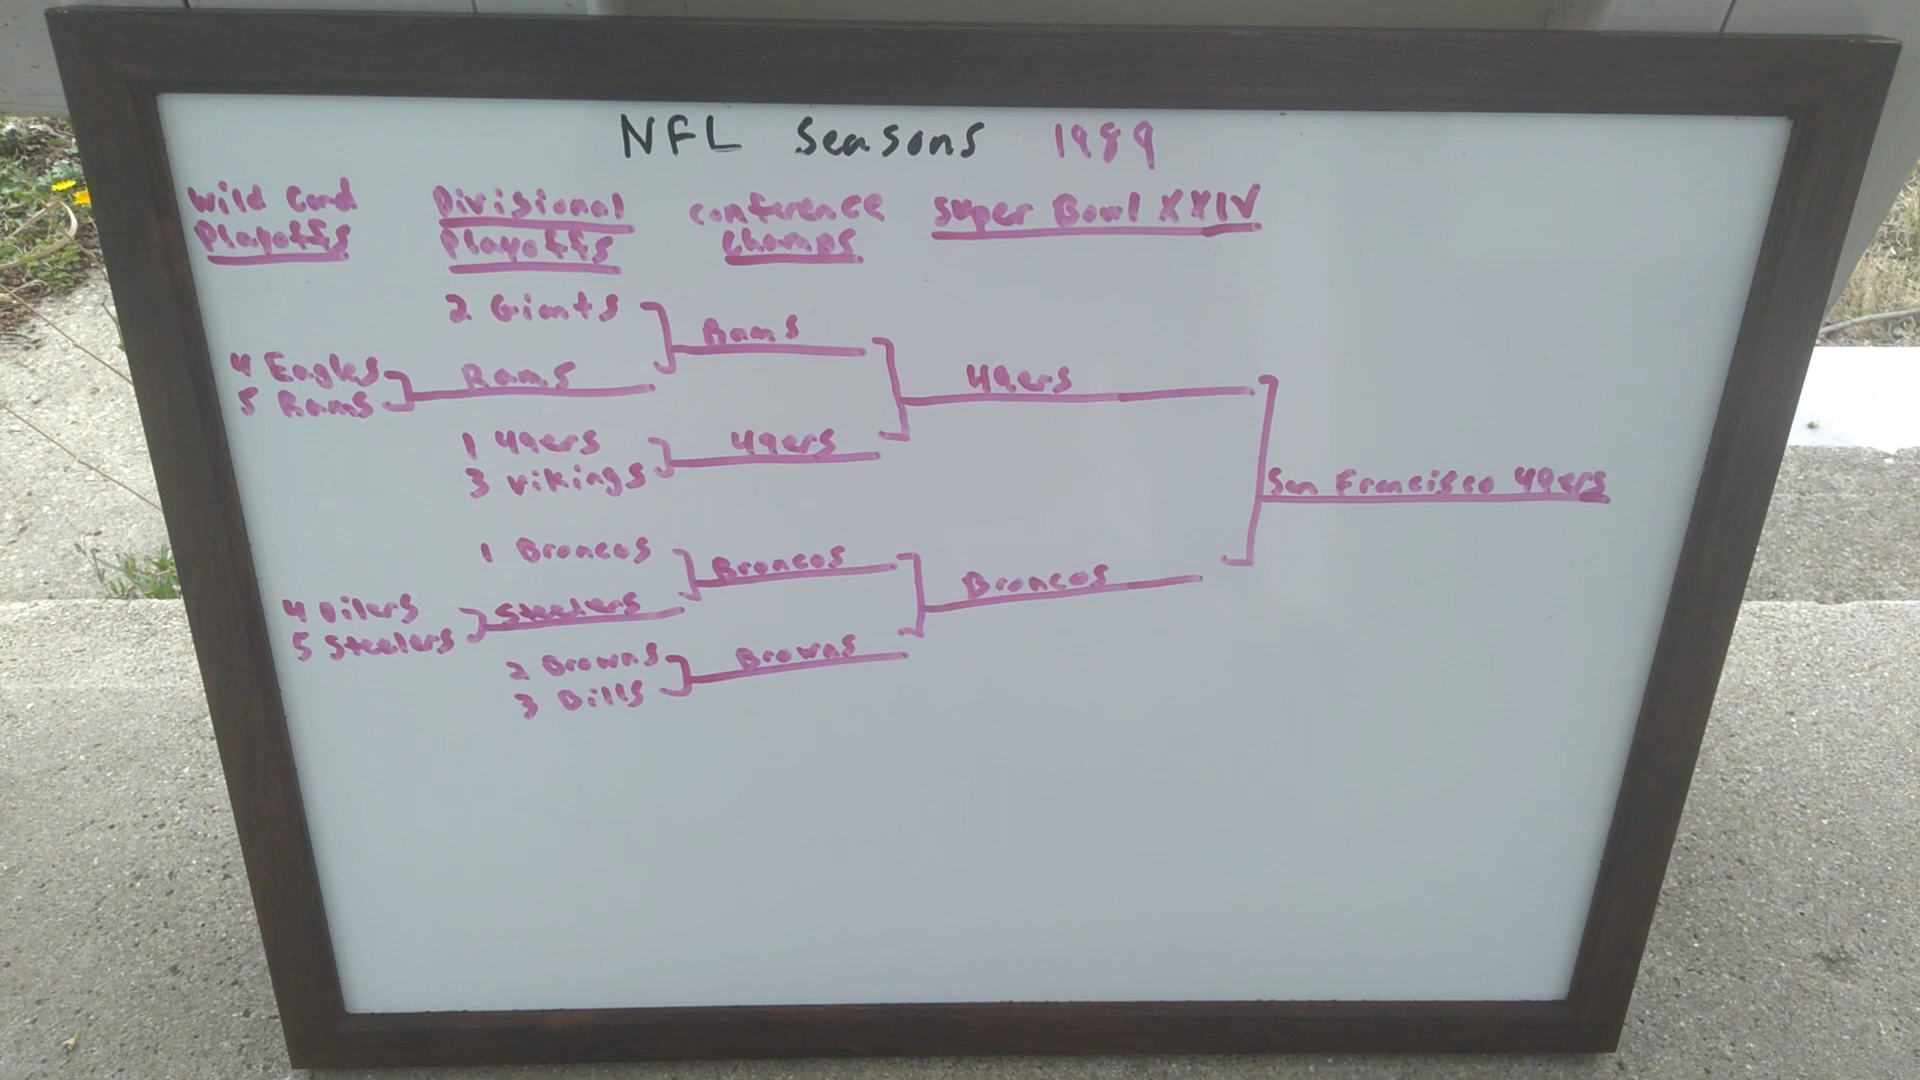 NFL Seasons 1989
Wild Card
Playoffs
Divisional
Playoffs
Conference
Champs
Super Bowl XXIV
2 Giants
Rams
4 Eagles
5 Rams
Rams
49ers
1 49ers
3 Vikings
49ers
San Francisco 49ers
1 Broncos
Broncos
Broncos
4 Oilers
5 Steelers
Steelers
2 Browns
3 Bills
Browns